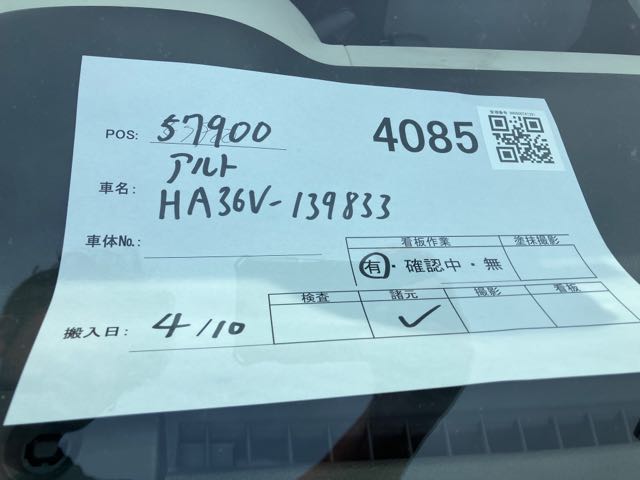 POS: 57900
4085
車名: アルト
HA36V-139833
車体No.:
看板作業 塗抹撮影
有・確認中・無
検査 諸元 撮影 看板
✓
搬入日: 4/10